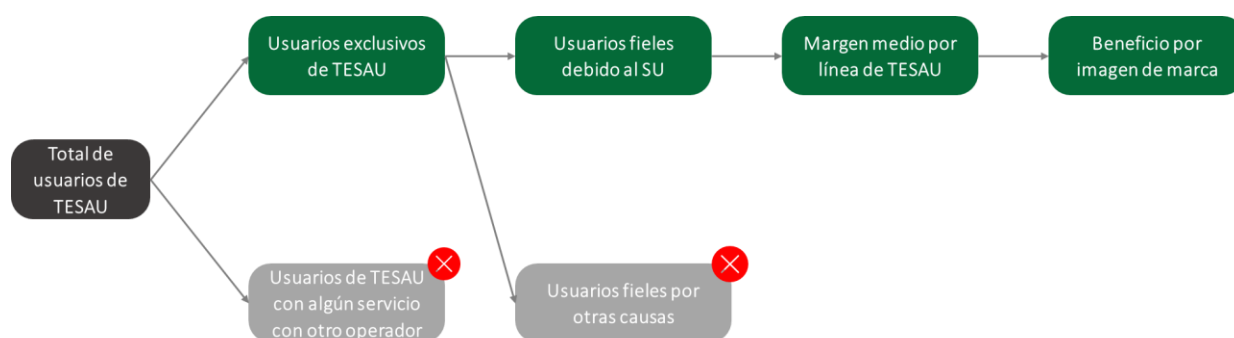 Usuarios exclusivos
de TESAU
Usuarios fieles
debido al SU
Margen medio por
línea de TESAU
Beneficio por
imagen de marca
Total de
usuarios de
TESAU
Usuarios de TESAU
con algún servicio
con otro operador
Usuarios fieles por
otras causas